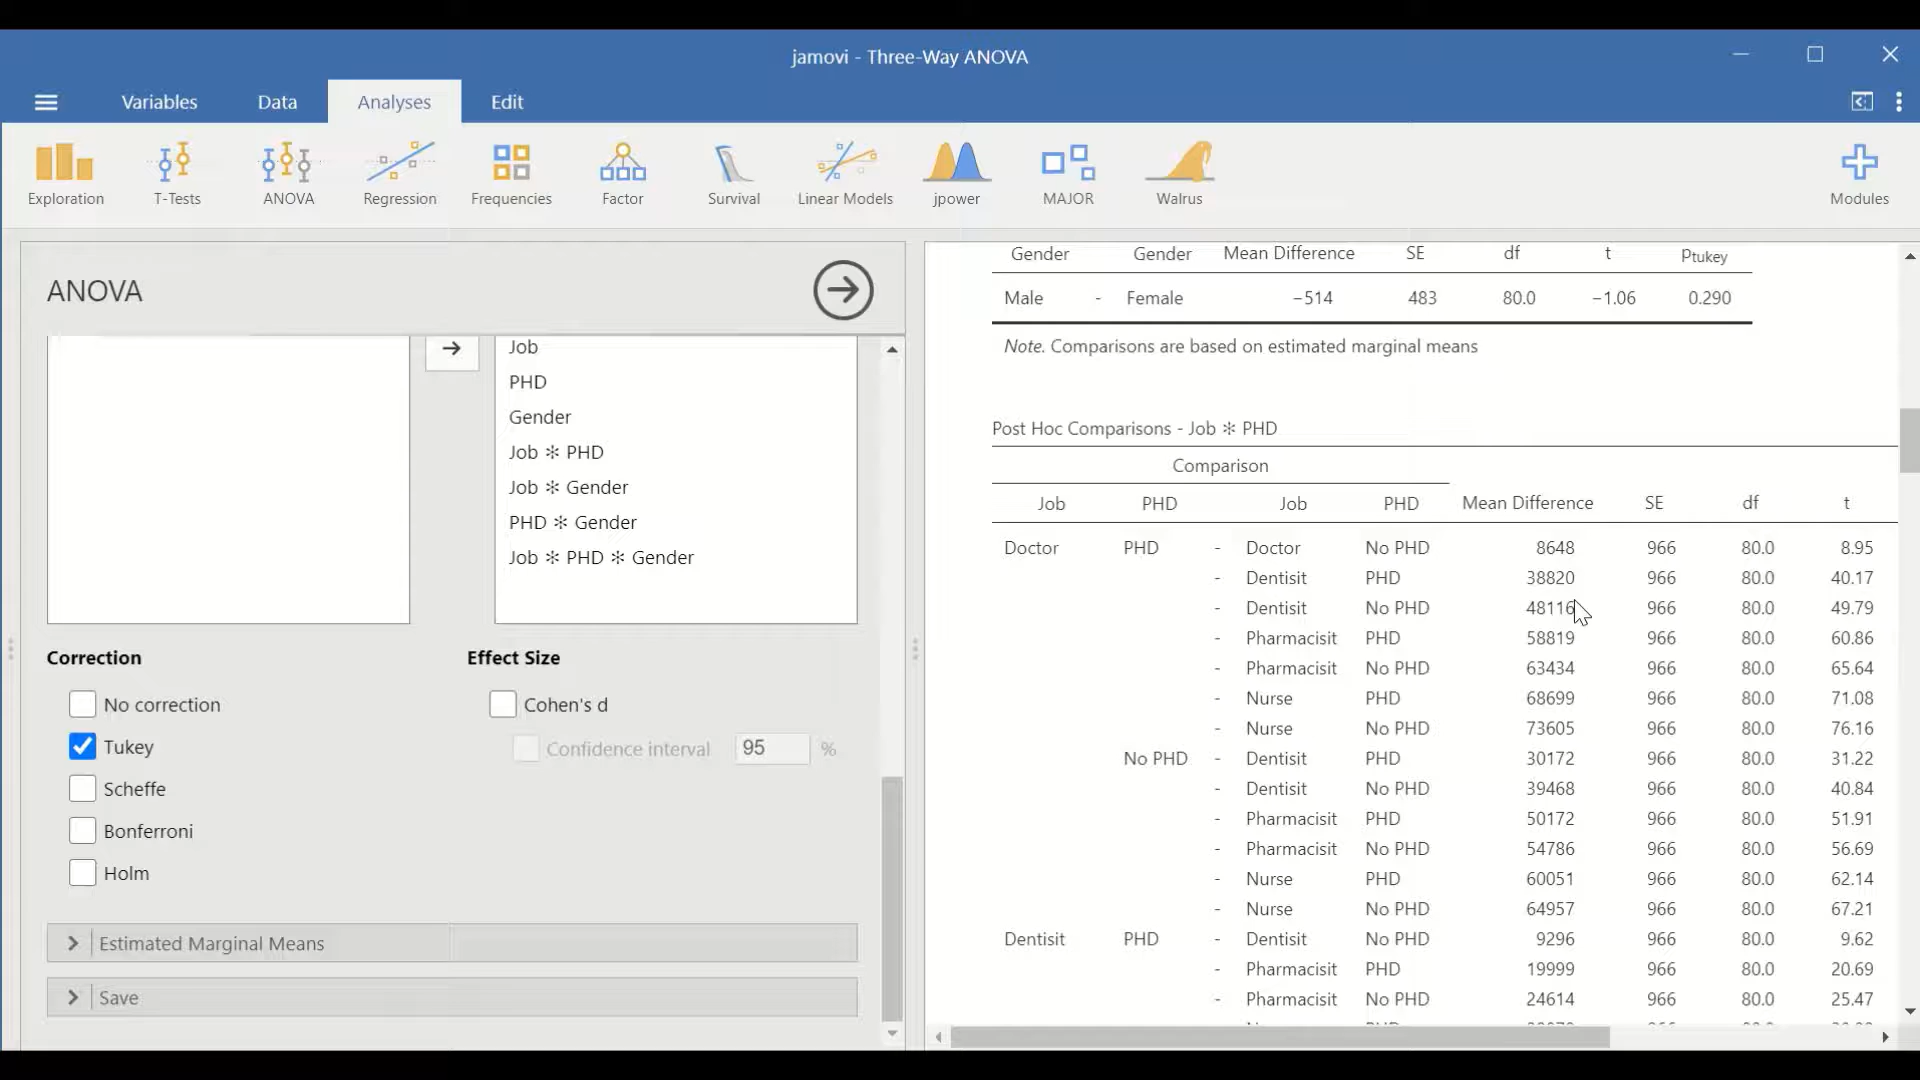 jamovi - Three-Way ANOVA
Variables Data Analyses Edit
Exploration T-Tests ANOVA Regression Frequencies Factor Survival Linear Models jpower MAJOR Walrus Modules
ANOVA
Job
PHD
Gender
Job ✻ PHD
Job ✻ Gender
PHD ✻ Gender
Job ✻ PHD ✻ Gender
Correction
No correction
Tukey
Scheffe
Bonferroni
Holm
Effect Size
Cohen's d
Confidence interval 95 %
Estimated Marginal Means
Save
Gender Gender Mean Difference SE df t Ptukey
Male - Female −514 483 80.0 −1.06 0.290
Note. Comparisons are based on estimated marginal means
Post Hoc Comparisons - Job ✻ PHD
Comparison
Job PHD Job PHD Mean Difference SE df t
Doctor PHD - Doctor No PHD 8648 966 80.0 8.95
- Dentisit PHD 38820 966 80.0 40.17
- Dentisit No PHD 48116 966 80.0 49.79
- Pharmacisit PHD 58819 966 80.0 60.86
- Pharmacisit No PHD 63434 966 80.0 65.64
- Nurse PHD 68699 966 80.0 71.08
- Nurse No PHD 73605 966 80.0 76.16
No PHD - Dentisit PHD 30172 966 80.0 31.22
- Dentisit No PHD 39468 966 80.0 40.84
- Pharmacisit PHD 50172 966 80.0 51.91
- Pharmacisit No PHD 54786 966 80.0 56.69
- Nurse PHD 60051 966 80.0 62.14
- Nurse No PHD 64957 966 80.0 67.21
Dentisit PHD - Dentisit No PHD 9296 966 80.0 9.62
- Pharmacisit PHD 19999 966 80.0 20.69
- Pharmacisit No PHD 24614 966 80.0 25.47